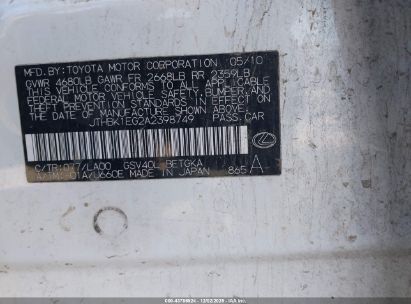 MFD. BY: TOYOTA MOTOR CORPORATION 05/10
GVWR 4680LB GAWR FR 2668LB RR 2359LB
THIS VEHICLE CONFORMS TO ALL APPLICABLE
FEDERAL MOTOR VEHICLE SAFETY, BUMPER, AND
THEFT PREVENTION STANDARDS IN EFFECT ON
THE DATE OF MANUFACTURE SHOWN ABOVE.
JTHBK1EG2A2398749 PASS.CAR
C/TR:077/LA00 GSV40L BETGKA
A/TM:-01A/U660E MADE IN JAPAN 865 A